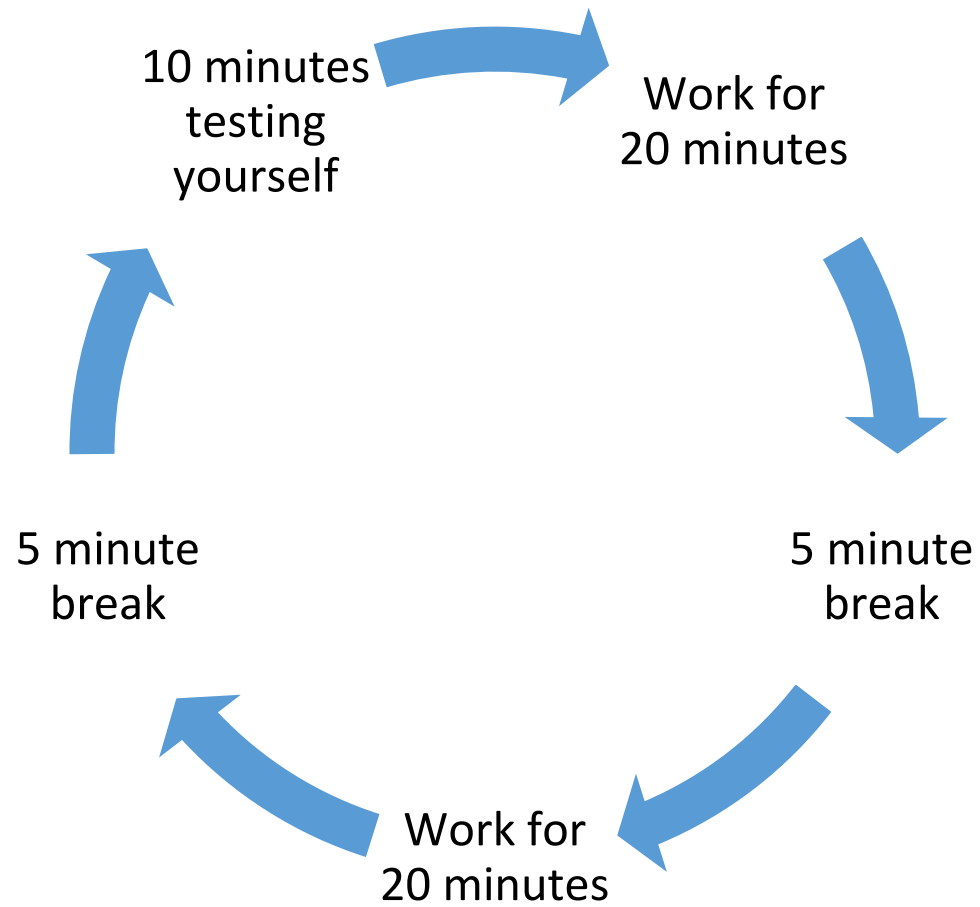 10 minutes
testing
yourself
Work for
20 minutes
5 minute
break
Work for
20 minutes
5 minute
break